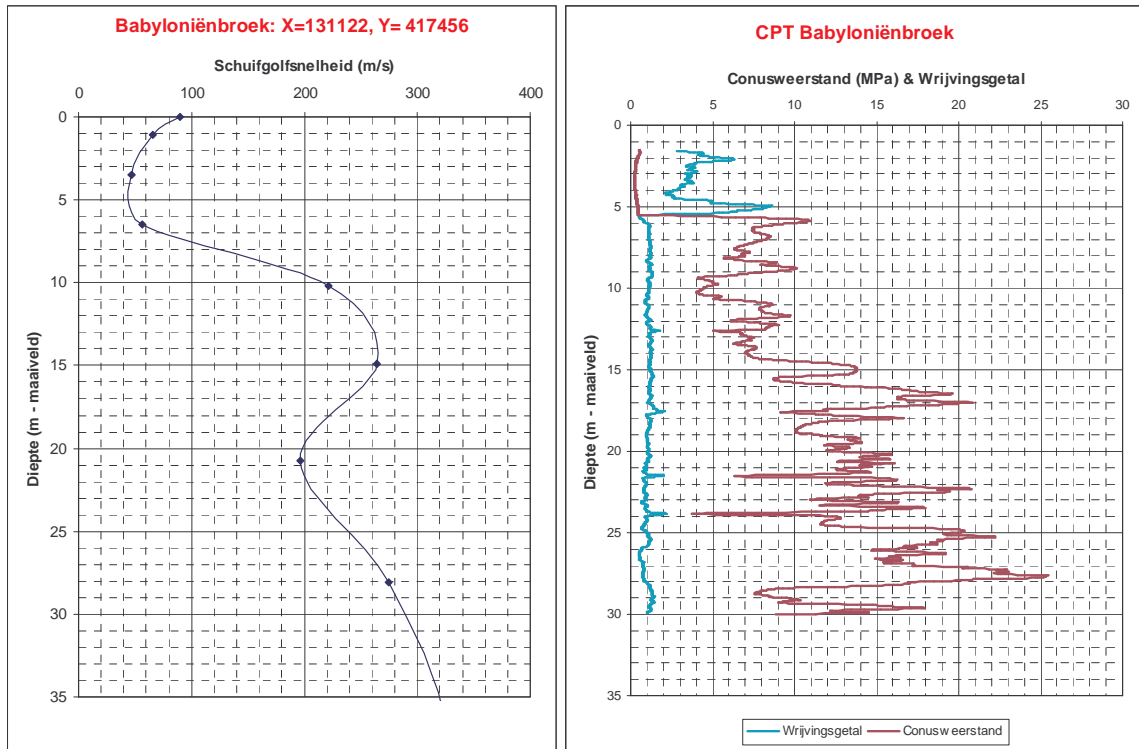 Babyloniënbroek: X=131122, Y= 417456
Schuifgolfsnelheid (m/s)
0 100 200 300 400
0
5
10
15
20
25
30
35
Diepte (m - maaiveld)
CPT Babyloniënbroek
Conusweerstand (MPa) & Wrijvingsgetal
0 5 10 15 20 25 30
0
5
10
15
20
25
30
35
Diepte (m - maaiveld)
Wrijvingsgetal Conusweerstand